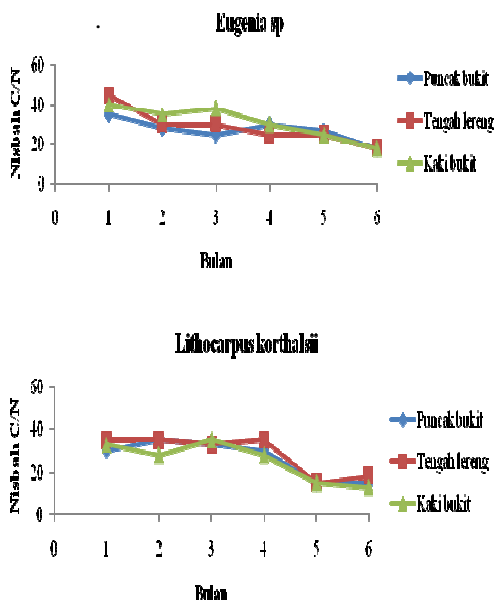 Eugenia sp
Nisbah C/N
60
40
20
0
0 1 2 3 4 5 6
Bulan
Puncak bukit
Tengah lereng
Kaki bukit
Lithocarpus korthalsii
Nisbah C/N
60
40
20
0
0 1 2 3 4 5 6
Bulan
Puncak bukit
Tengah lereng
Kaki bukit